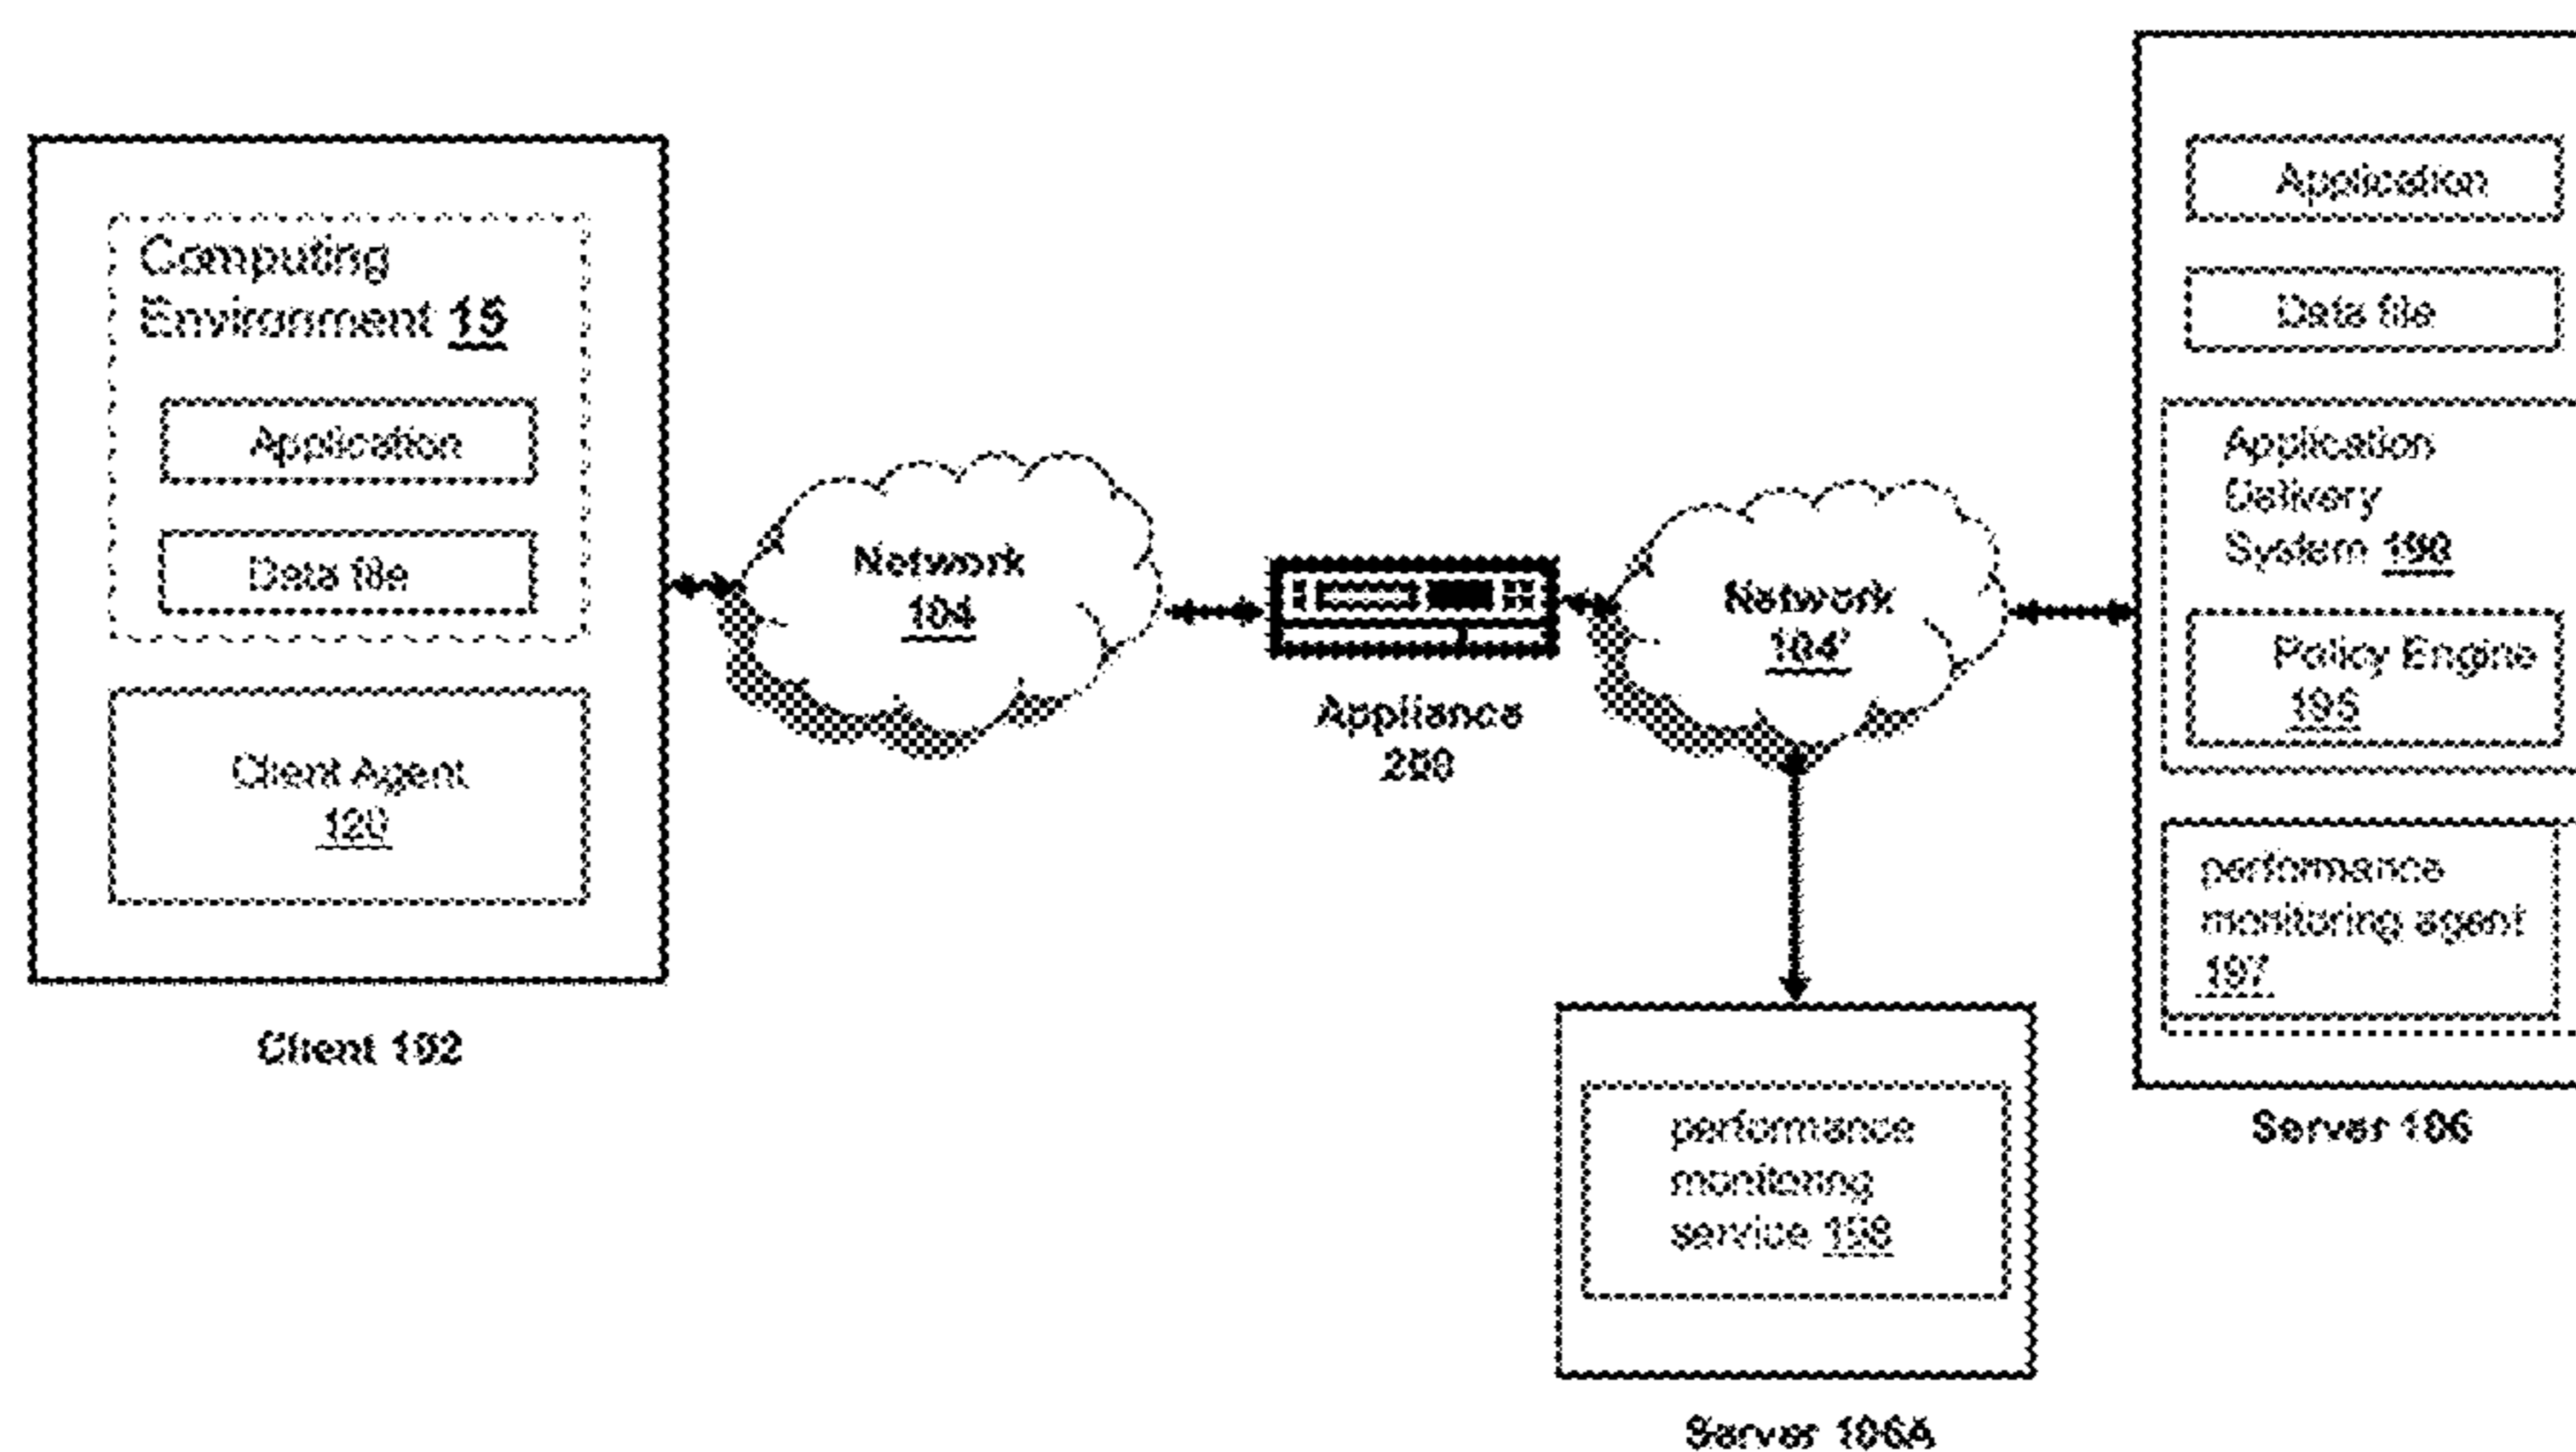 Computing
Environment 15
Application
Data file
Client Agent
120
Client 102
Network
104
Appliance
200
Network
104'
performance
monitoring
service 198
Server 106A
Application
Data file
Application
Delivery
System 190
Policy Engine
195
performance
monitoring agent
197
Server 106